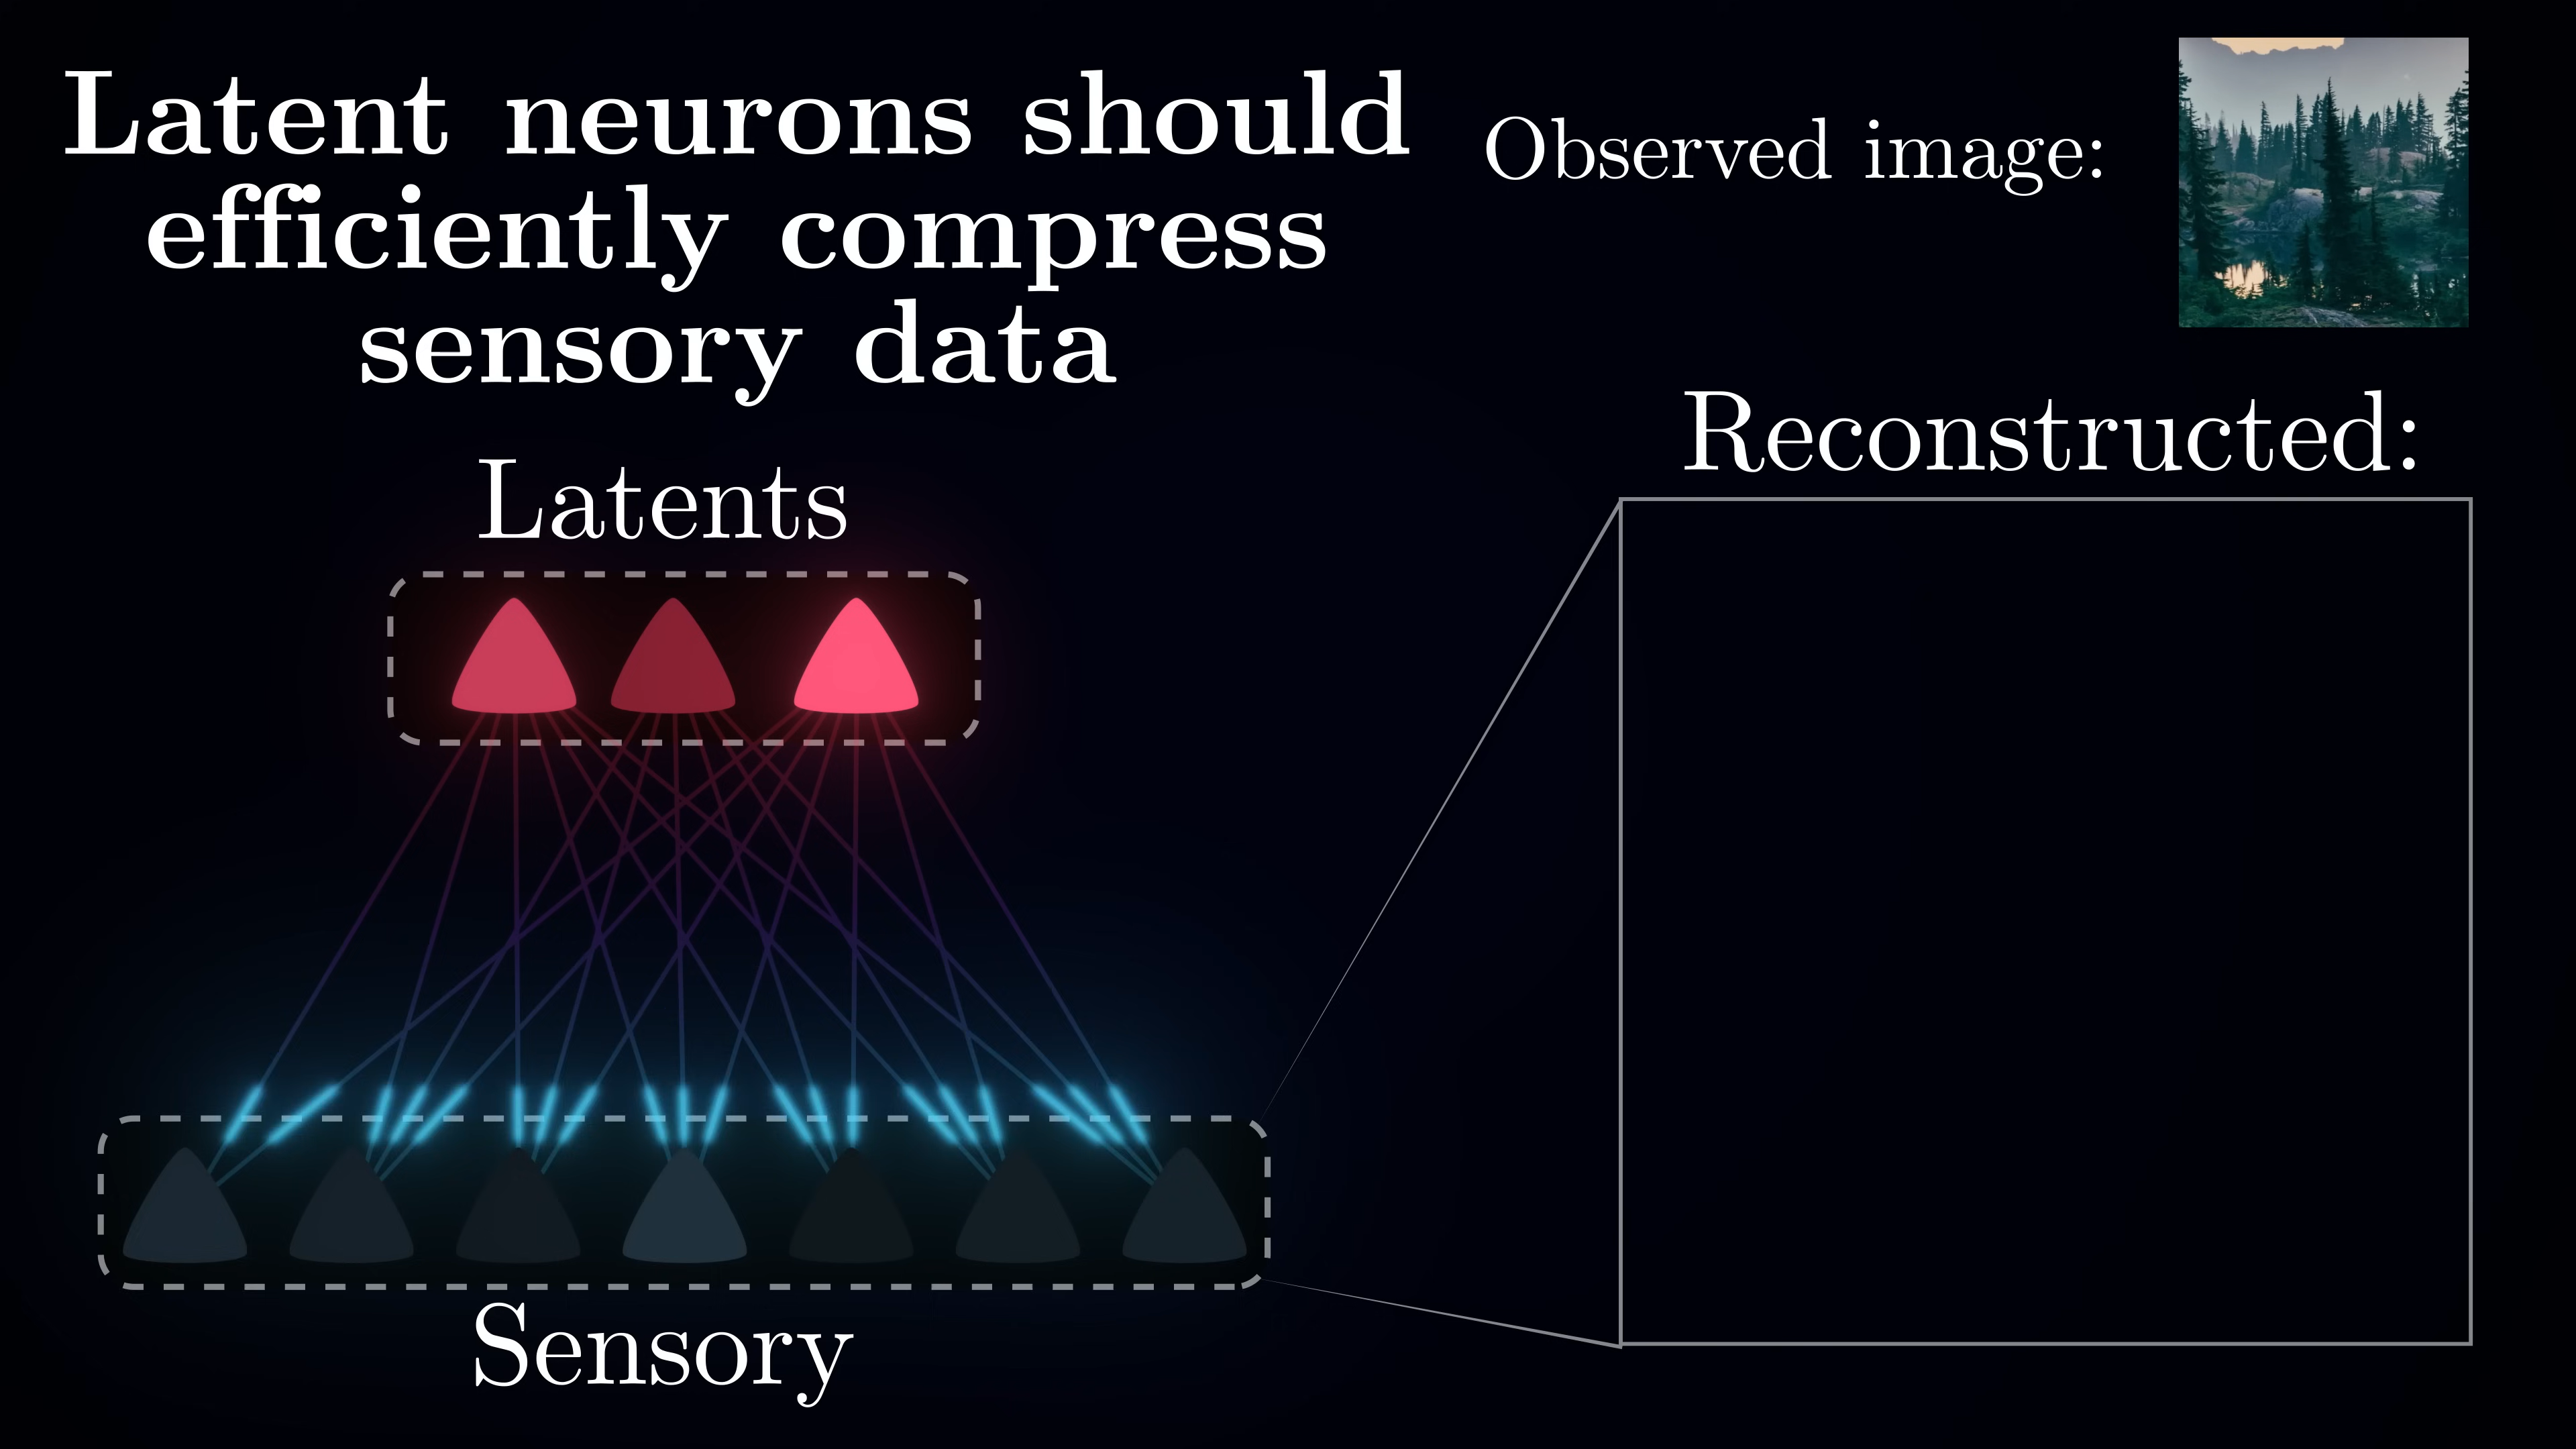 Latent neurons should
efficiently compress
sensory data
Observed image:
Reconstructed:
Latents
Sensory